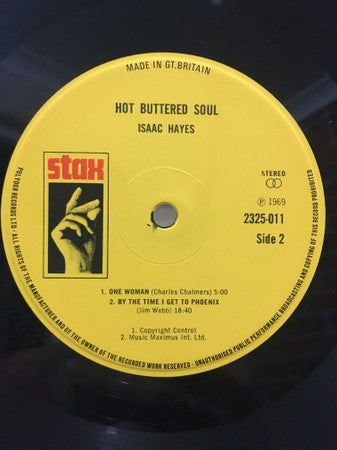 MADE IN GT.BRITAIN
HOT BUTTERED SOUL
ISAAC HAYES
stax
STEREO
℗ 1969
2325-011
Side 2
1. ONE WOMAN (Charles Chalmers) 5:00
2. BY THE TIME I GET TO PHOENIX
(Jim Webb) 18:40
1. Copyright Control
2. Music Maximus Int. Ltd.
POLYDOR RECORDS LTD · ALL RIGHTS OF THE MANUFACTURER AND OF THE OWNER OF THE RECORDED WORK RESERVED · UNAUTHORISED PUBLIC PERFORMANCE BROADCASTING AND COPYING OF THIS RECORD PROHIBITED